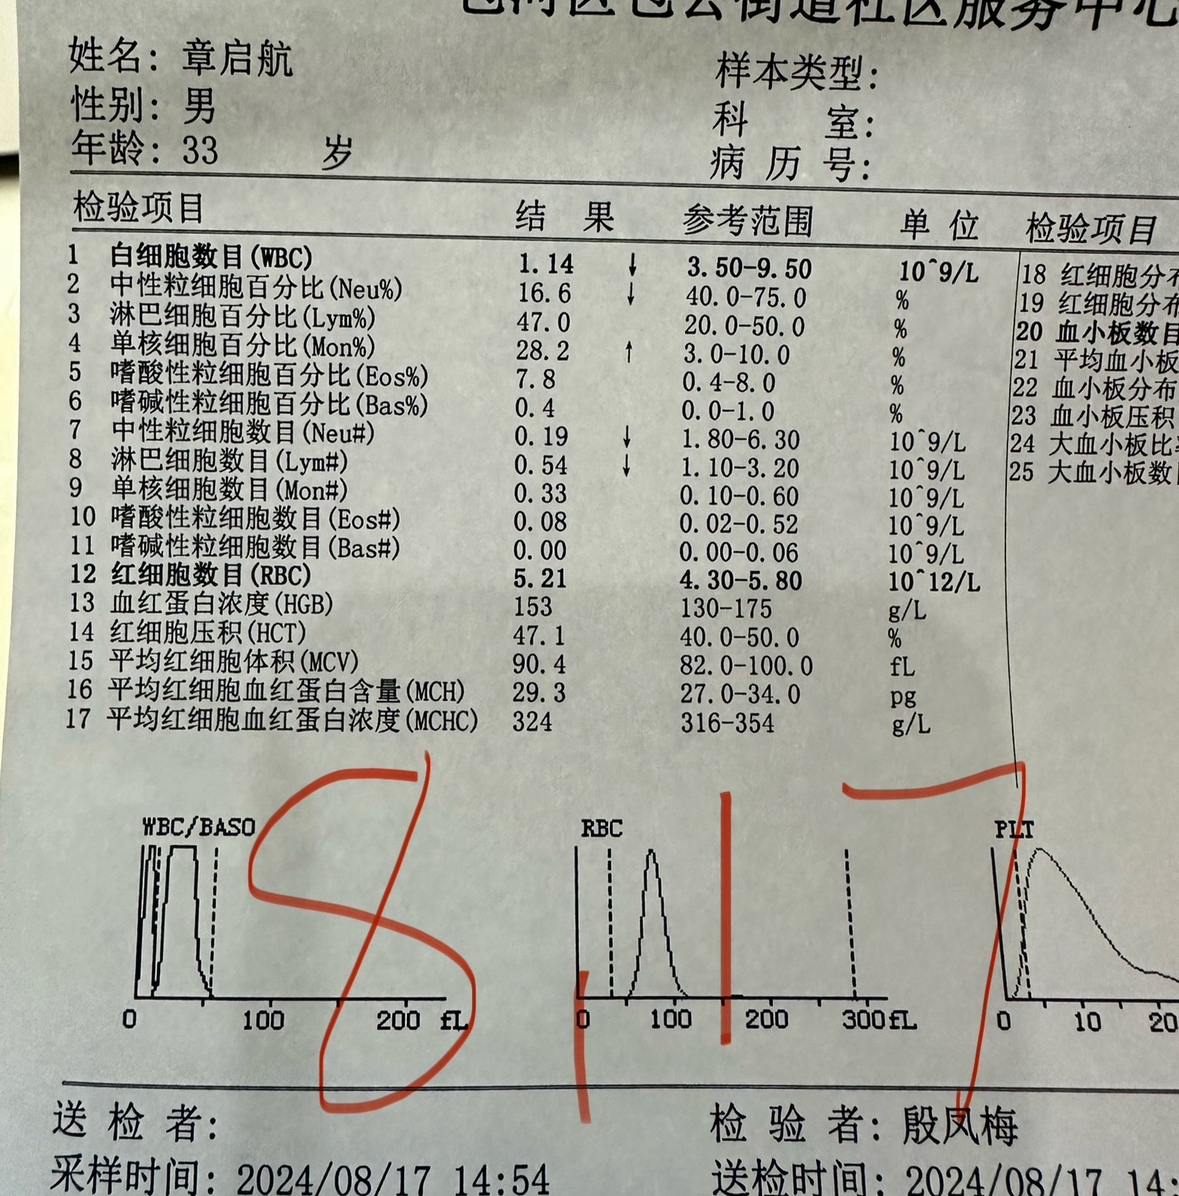 包河区包公街道社区服务中心
姓名: 章启航 样本类型:
性别: 男 科 室:
年龄: 33 岁 病 历 号:
检验项目 结 果 参考范围 单 位 检验项目
1 白细胞数目(WBC) 1.14 ↓ 3.50-9.50 10^9/L 18 红细胞分布
2 中性粒细胞百分比(Neu%) 16.6 ↓ 40.0-75.0 % 19 红细胞分布
3 淋巴细胞百分比(Lym%) 47.0 20.0-50.0 % 20 血小板数目
4 单核细胞百分比(Mon%) 28.2 ↑ 3.0-10.0 % 21 平均血小板
5 嗜酸性粒细胞百分比(Eos%) 7.8 0.4-8.0 % 22 血小板分布
6 嗜碱性粒细胞百分比(Bas%) 0.4 0.0-1.0 % 23 血小板压积
7 中性粒细胞数目(Neu#) 0.19 ↓ 1.80-6.30 10^9/L 24 大血小板比率
8 淋巴细胞数目(Lym#) 0.54 ↓ 1.10-3.20 10^9/L 25 大血小板数目
9 单核细胞数目(Mon#) 0.33 0.10-0.60 10^9/L
10 嗜酸性粒细胞数目(Eos#) 0.08 0.02-0.52 10^9/L
11 嗜碱性粒细胞数目(Bas#) 0.00 0.00-0.06 10^9/L
12 红细胞数目(RBC) 5.21 4.30-5.80 10^12/L
13 血红蛋白浓度(HGB) 153 130-175 g/L
14 红细胞压积(HCT) 47.1 40.0-50.0 %
15 平均红细胞体积(MCV) 90.4 82.0-100.0 fL
16 平均红细胞血红蛋白含量(MCH) 29.3 27.0-34.0 pg
17 平均红细胞血红蛋白浓度(MCHC) 324 316-354 g/L
8.17
WBC/BASO RBC PLT
0 100 200 fL 0 100 200 300fL 0 10 20
送 检 者: 检 验 者: 殷凤梅
采样时间: 2024/08/17 14:54 送检时间: 2024/08/17 14: